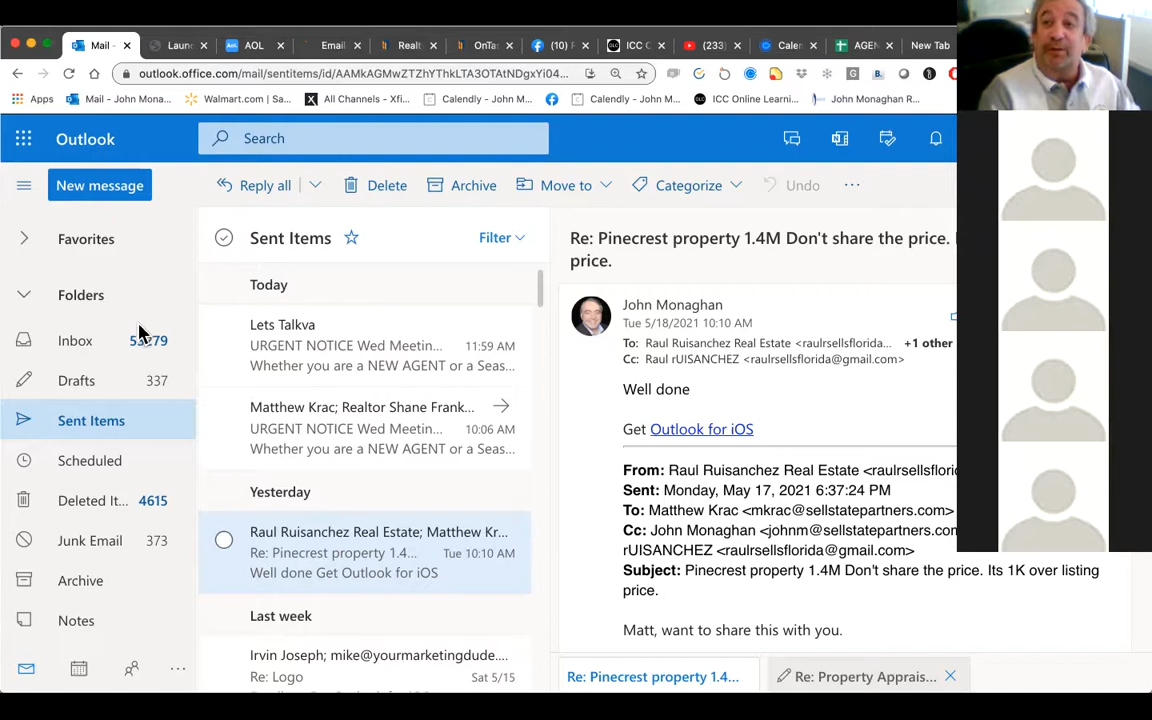 Mail -
Laun
AOL
Email
Realt
OnTa
(10) F
ICC C
(233)
Caler
AGEN
New Tab
outlook.office.com/mail/sentitems/id/AAMkAGMwZTZhYThkLTA3OTAtNDgxYi04...
Apps
Mail - John Mona...
Walmart.com | Sa...
All Channels - Xfi...
Calendly - John M...
Calendly - John M...
ICC Online Learni...
John Monaghan R...
Outlook
Search
New message
Reply all
Delete
Archive
Move to
Categorize
Undo
Favorites
Folders
Inbox
Drafts 337
Sent Items
Scheduled
Deleted It... 4615
Junk Email 373
Archive
Notes
Sent Items
Filter
Today
Lets Talkva
URGENT NOTICE Wed Meetin... 11:59 AM
Whether you are a NEW AGENT or a Seas...
Matthew Krac; Realtor Shane Frank...
URGENT NOTICE Wed Meetin... 10:06 AM
Whether you are a NEW AGENT or a Seas...
Yesterday
Raul Ruisanchez Real Estate; Matthew Kr...
Re: Pinecrest property 1.4... Tue 10:10 AM
Well done Get Outlook for iOS
Last week
Irvin Joseph; mike@yourmarketingdude....
Re: Logo Sat 5/15
Re: Pinecrest property 1.4M Don't share the price.
price.
John Monaghan
Tue 5/18/2021 10:10 AM
To: Raul Ruisanchez Real Estate <raulrsellsflorida... +1 other
Cc: Raul rUISANCHEZ <raulrsellsflorida@gmail.com>
Well done
Get Outlook for iOS
From: Raul Ruisanchez Real Estate <raulrsellsflorid
Sent: Monday, May 17, 2021 6:37:24 PM
To: Matthew Krac <mkrac@sellstatepartners.com>
Cc: John Monaghan <johnm@sellstatepartners.com
rUISANCHEZ <raulrsellsflorida@gmail.com>
Subject: Pinecrest property 1.4M Don't share the price. Its 1K over listing
price.
Matt, want to share this with you.
Re: Pinecrest property 1.4...
Re: Property Apprais...